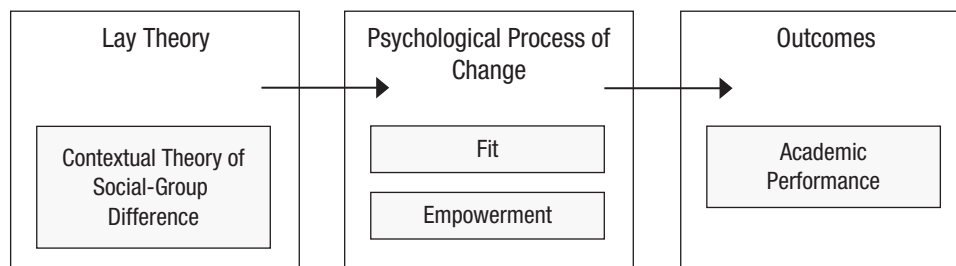 Lay Theory
Contextual Theory of
Social-Group
Difference
Psychological Process of
Change
Fit
Empowerment
Outcomes
Academic
Performance